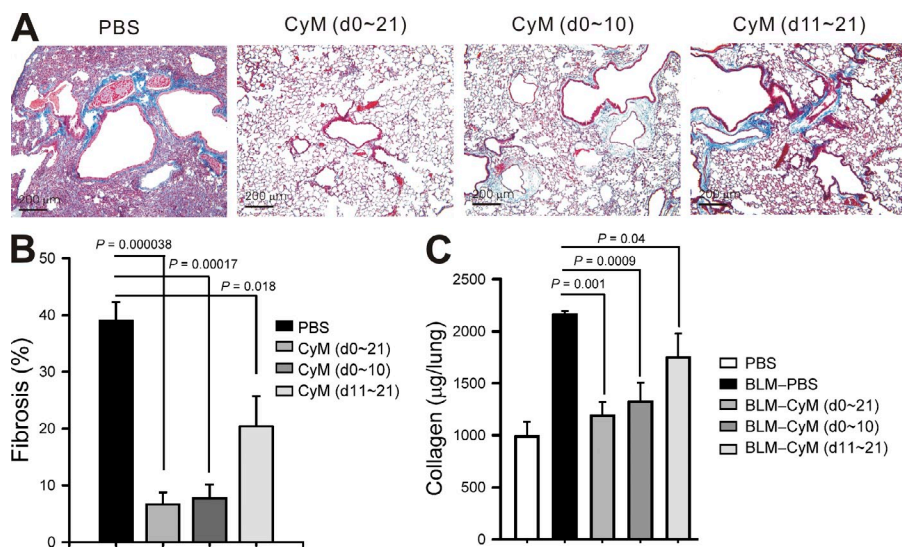 A
PBS
CyM (d0~21)
CyM (d0~10)
CyM (d11~21)
200 µm
200 µm
200 µm
200 µm
B
P = 0.000038
P = 0.00017
P = 0.018
Fibrosis (%)
50
40
30
20
10
0
PBS
CyM (d0~21)
CyM (d0~10)
CyM (d11~21)
C
P = 0.04
P = 0.0009
P = 0.001
Collagen (µg/lung)
2500
2000
1500
1000
500
0
PBS
BLM–PBS
BLM–CyM (d0~21)
BLM–CyM (d0~10)
BLM–CyM (d11~21)